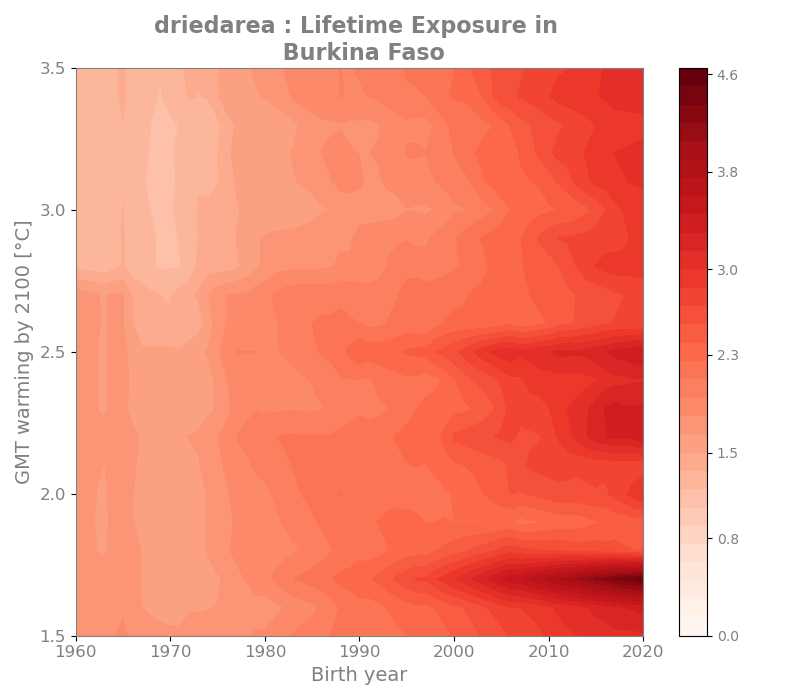 driedarea : Lifetime Exposure in
Burkina Faso
GMT warming by 2100 [°C]
3.5
3.0
2.5
2.0
1.5
1960 1970 1980 1990 2000 2010 2020
Birth year
4.6
3.8
3.0
2.3
1.5
0.8
0.0